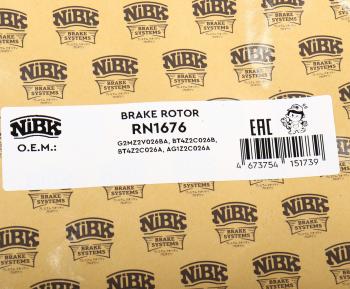 NiBK
O.E.M.:
BRAKE ROTOR
RN1676
G2MZ2V026BA, BT4Z2C026B,
BT4Z2C026A, AG1Z2C026A
EAC
4 673754 151739
NiBK
BRAKE
SYSTEMS